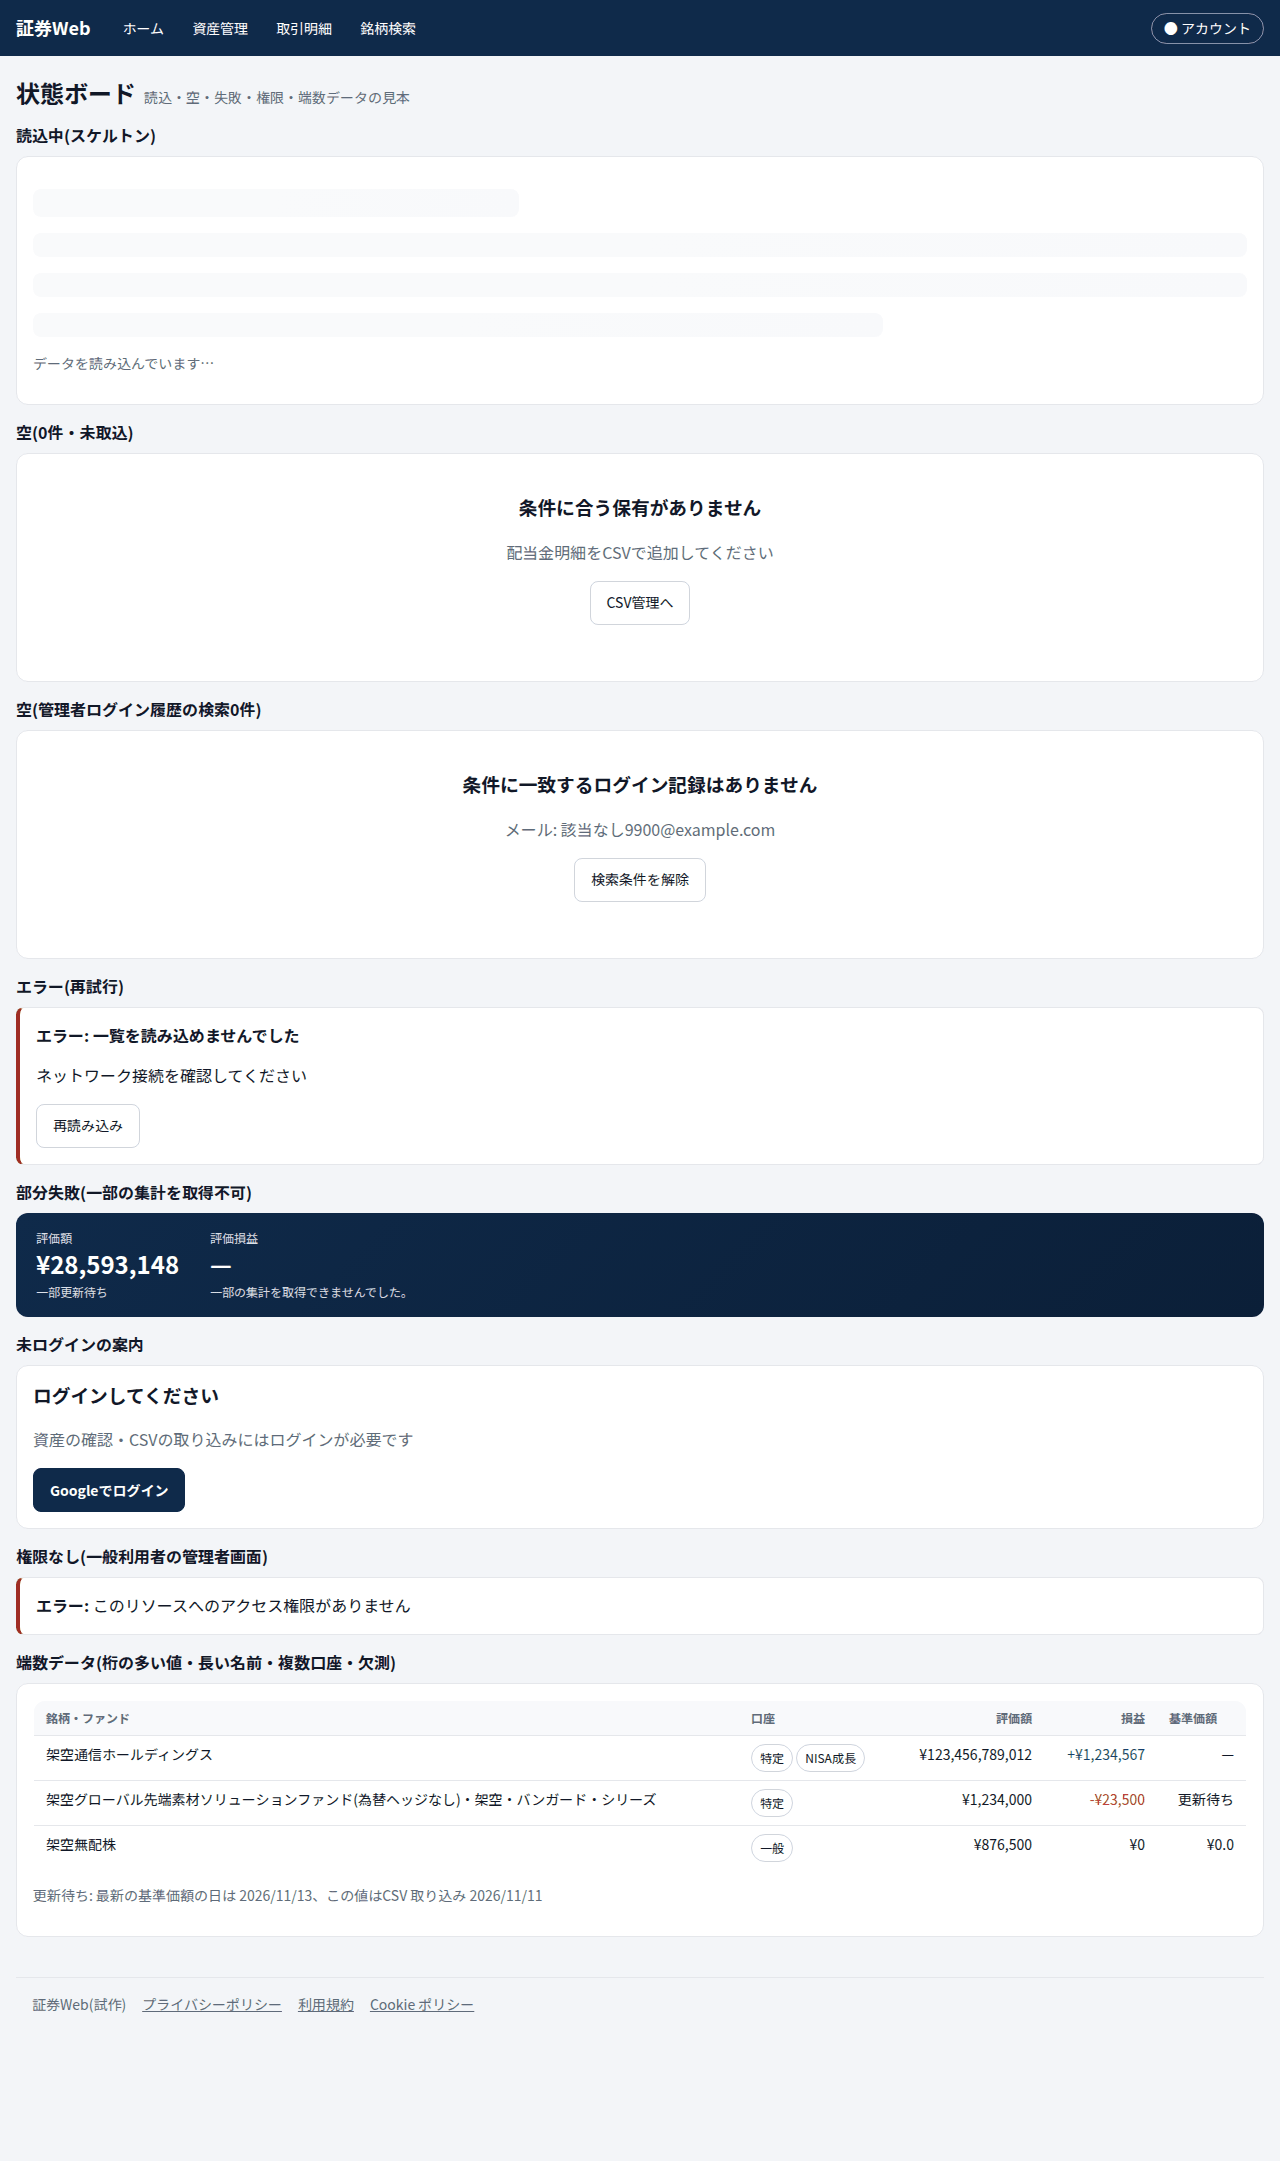 証券Web ホーム 資産管理 取引明細 銘柄検索 アカウント
状態ボード 読込・空・失敗・権限・端数データの見本
読込中(スケルトン)
データを読み込んでいます…
空(0件・未取込)
条件に合う保有がありません
配当金明細をCSVで追加してください
CSV管理へ
空(管理者ログイン履歴の検索0件)
条件に一致するログイン記録はありません
メール: 該当なし9900@example.com
検索条件を解除
エラー(再試行)
エラー: 一覧を読み込めませんでした
ネットワーク接続を確認してください
再読み込み
部分失敗(一部の集計を取得不可)
評価額 評価損益
¥28,593,148 —
一部更新待ち 一部の集計を取得できませんでした。
未ログインの案内
ログインしてください
資産の確認・CSVの取り込みにはログインが必要です
Googleでログイン
権限なし(一般利用者の管理者画面)
エラー: このリソースへのアクセス権限がありません
端数データ(桁の多い値・長い名前・複数口座・欠測)
銘柄・ファンド 口座 評価額 損益 基準価額
架空通信ホールディングス 特定 NISA成長 ¥123,456,789,012 +¥1,234,567 —
架空グローバル先端素材ソリューションファンド(為替ヘッジなし)・架空・バンガード・シリーズ 特定 ¥1,234,000 -¥23,500 更新待ち
架空無配株 一般 ¥876,500 ¥0 ¥0.0
更新待ち: 最新の基準価額の日は 2026/11/13、この値はCSV 取り込み 2026/11/11
証券Web(試作) プライバシーポリシー 利用規約 Cookie ポリシー